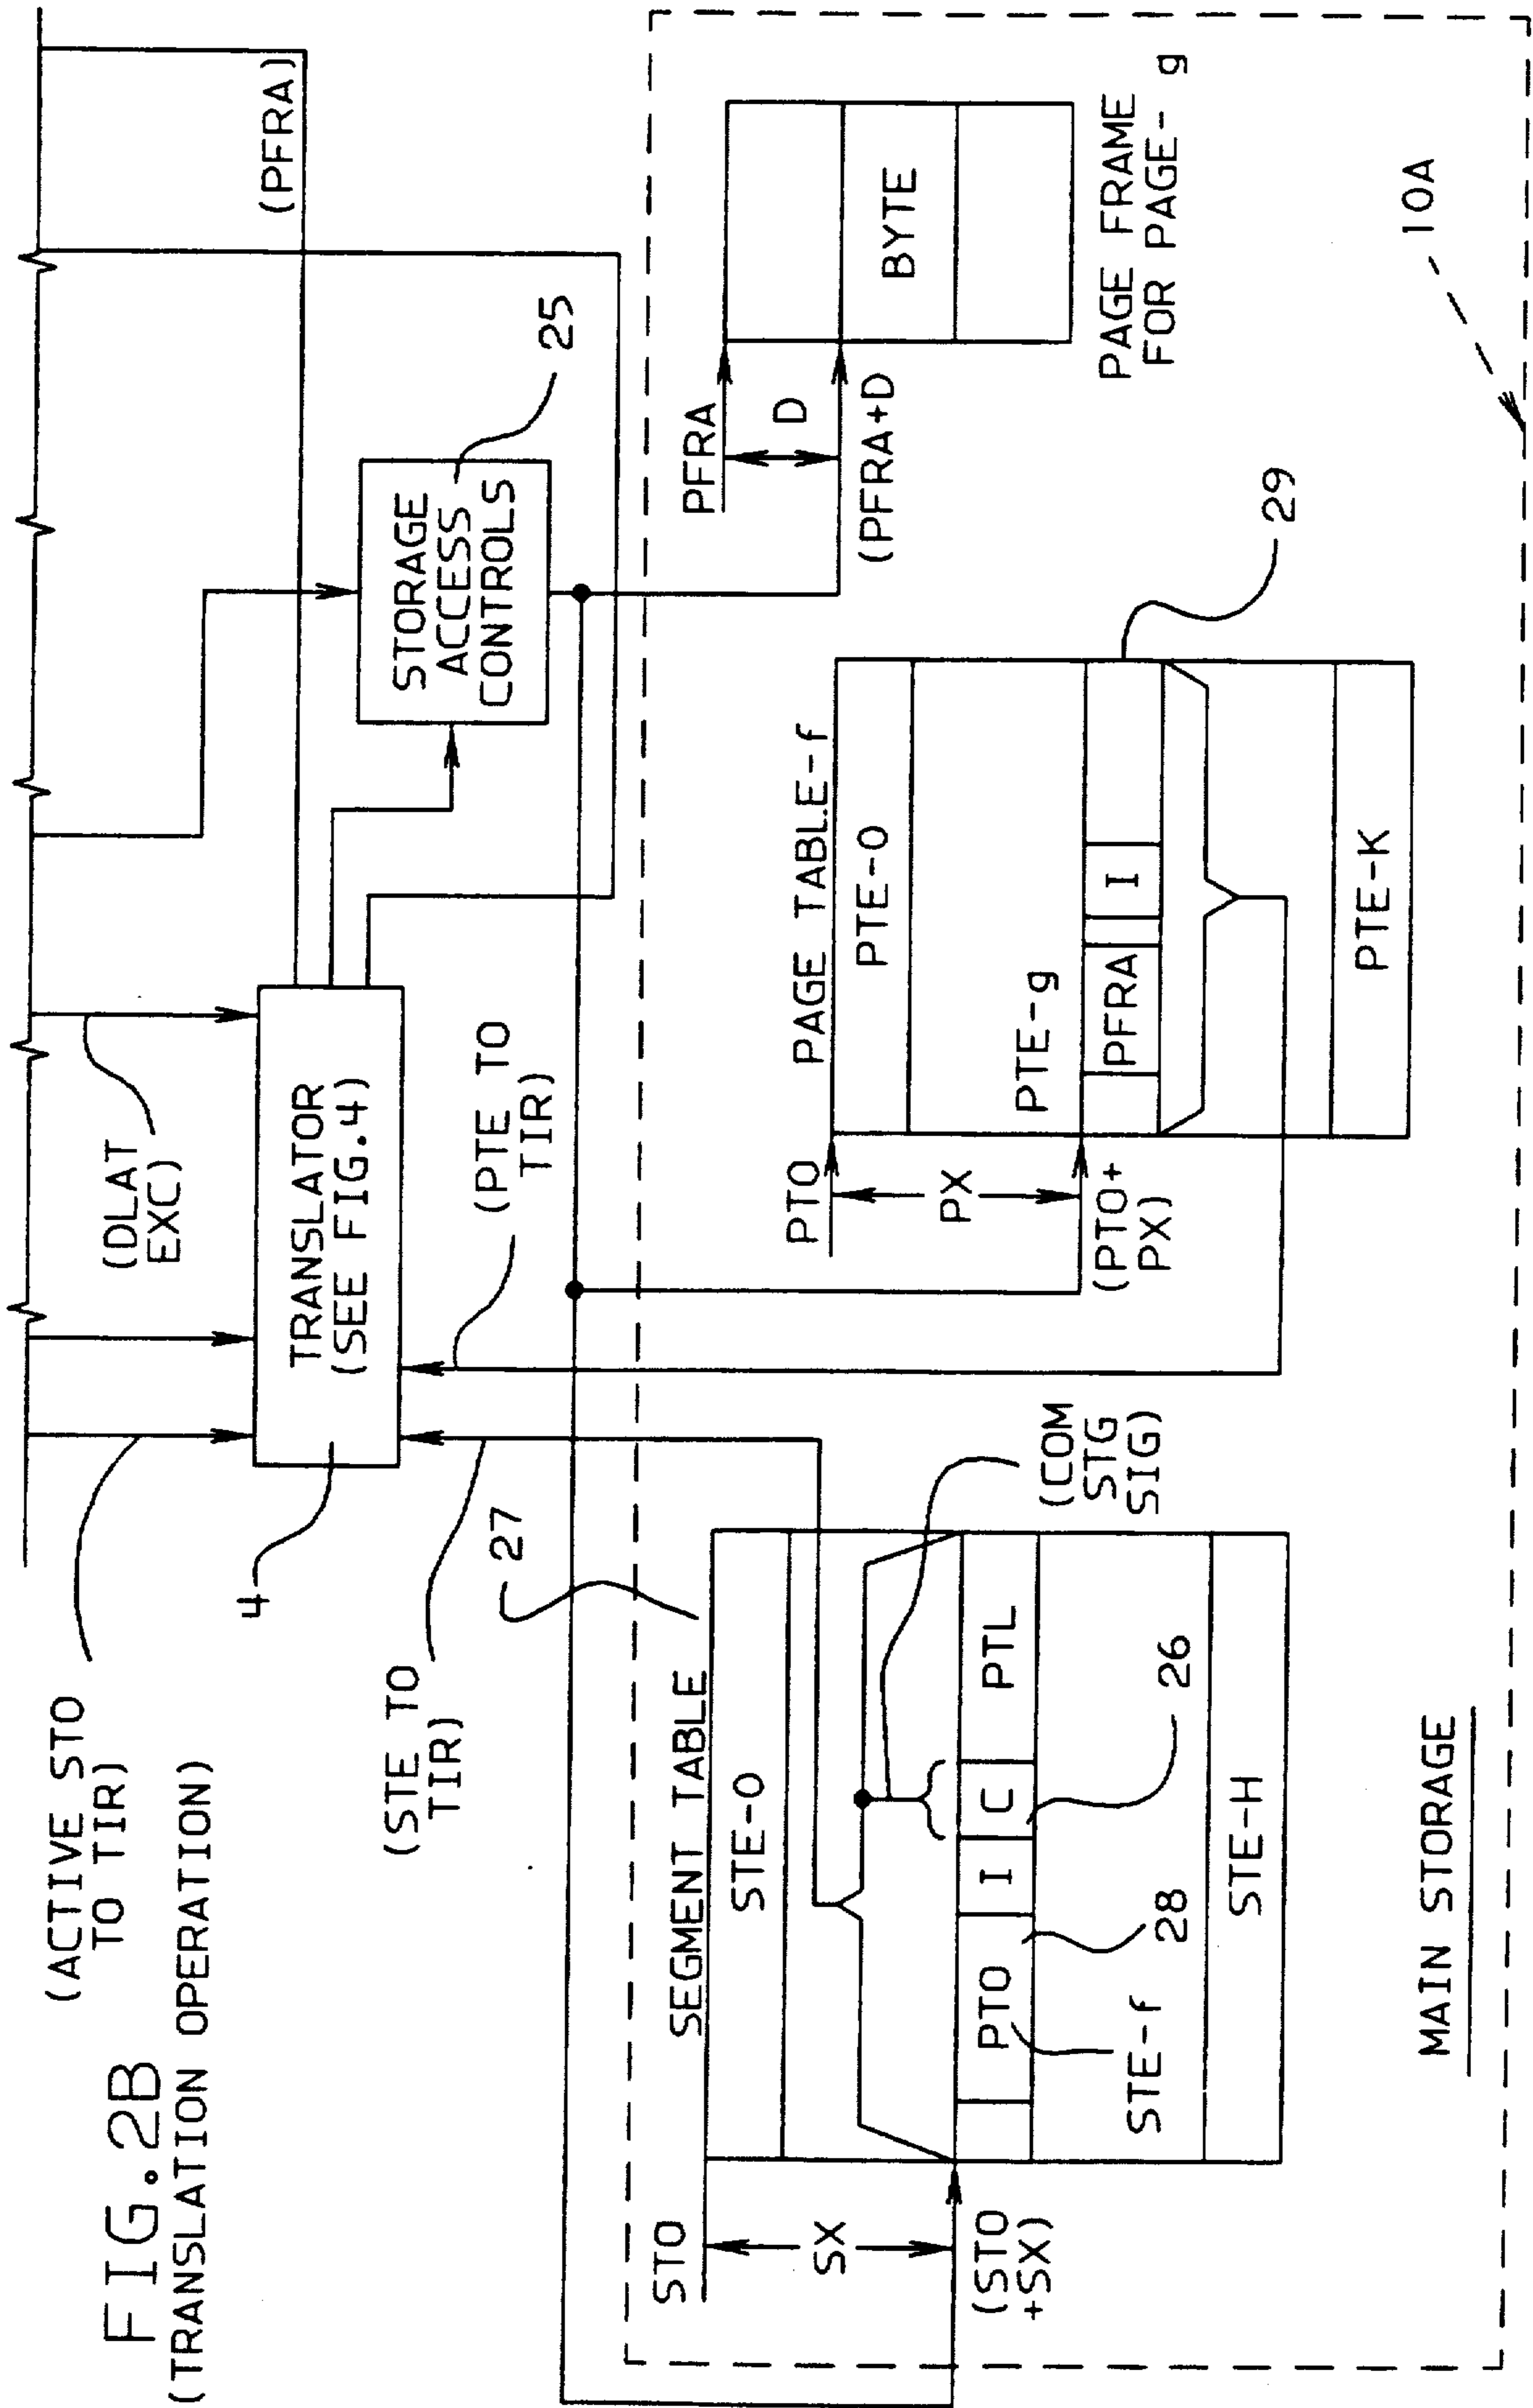 FIG.2B
(TRANSLATION OPERATION)
(ACTIVE STO
TO TIR)
4
(DLAT
EXC)
TRANSLATOR
(SEE FIG.4)
(PFRA)
STORAGE
ACCESS
CONTROLS
25
(STE TO
TIR)
27
(PTE TO
TIR)
STO
SX
(STO
+SX)
SEGMENT TABLE
STE-0
PTO
I
C
PTL
STE-f
28
26
STE-H
(COM
STG
SIG)
PTO
PX
(PTO+
PX)
PAGE TABLE-f
PTE-0
PTE-g
PFRA
I
PTE-K
29
PFRA
D
(PFRA+D)
BYTE
PAGE FRAME
FOR PAGE-g
MAIN STORAGE
10A